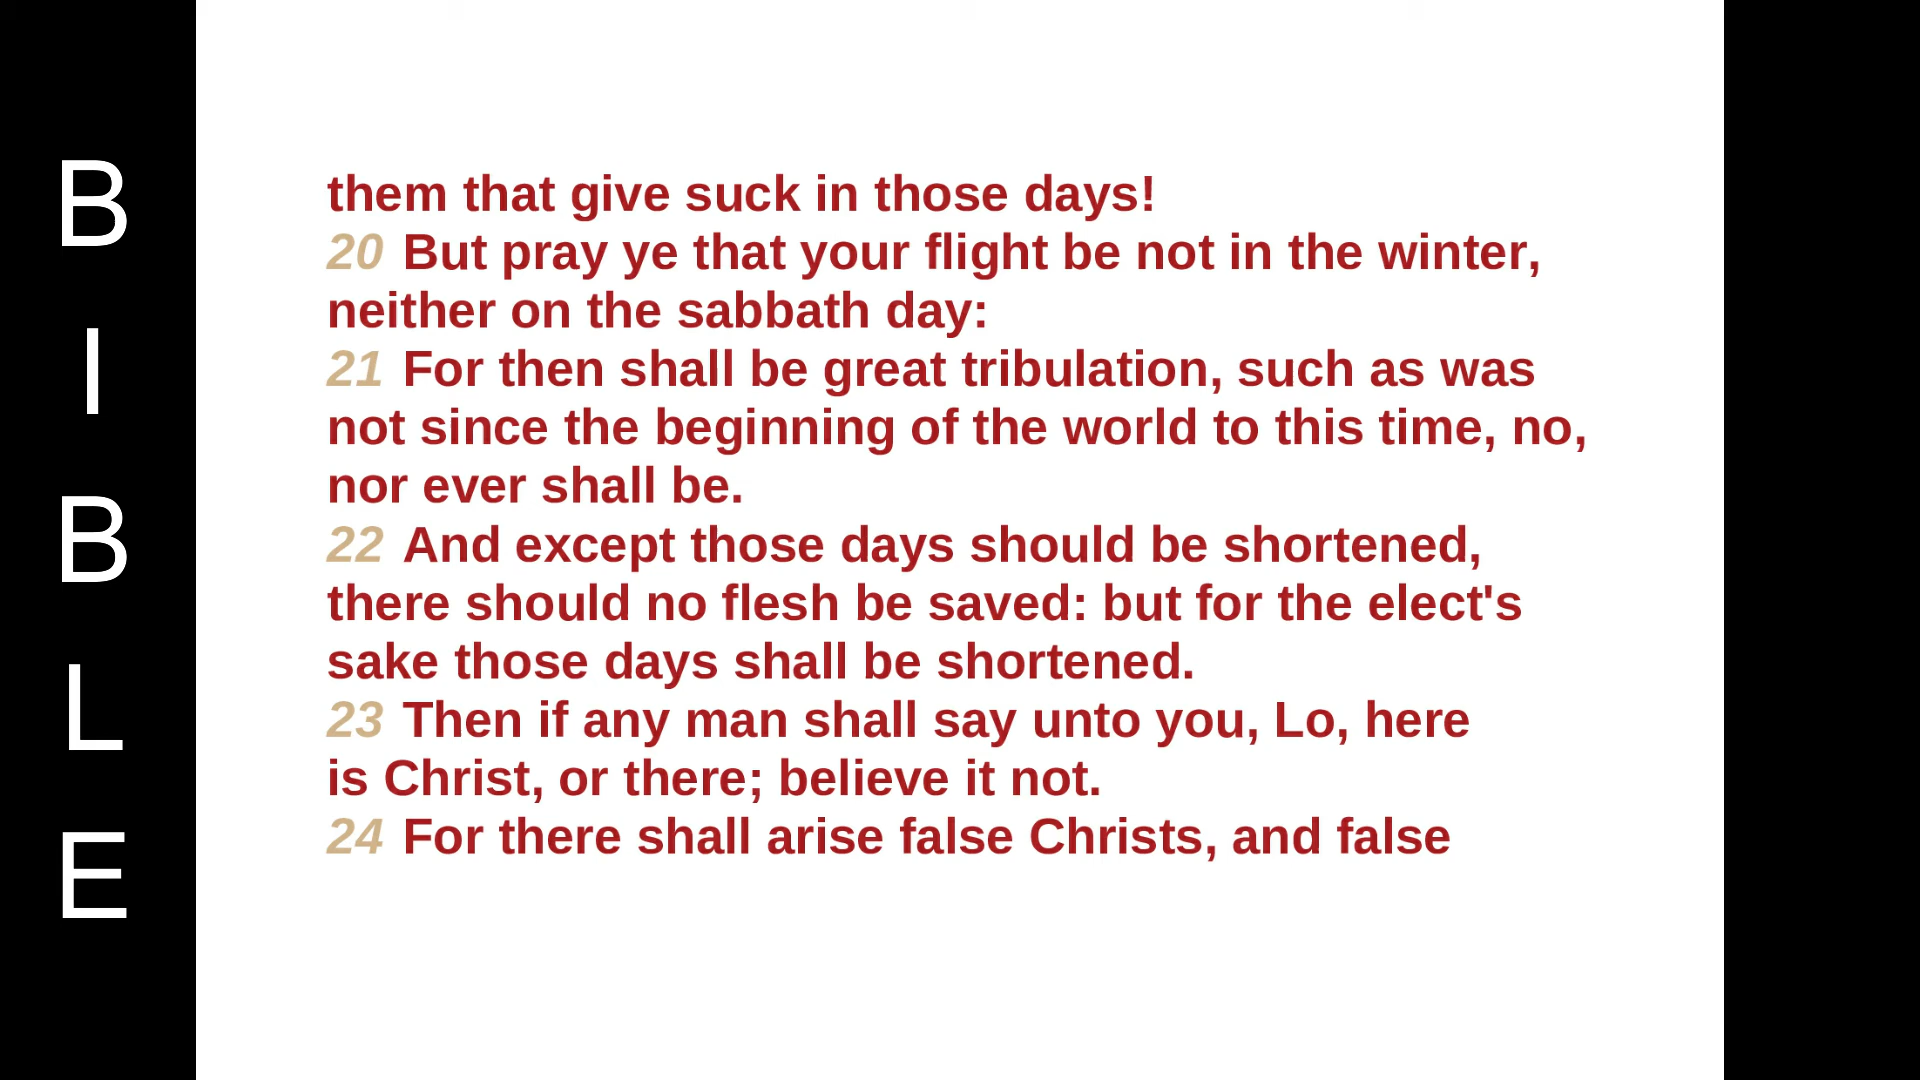 BIBLE
them that give suck in those days!
20 But pray ye that your flight be not in the winter,
neither on the sabbath day:
21 For then shall be great tribulation, such as was
not since the beginning of the world to this time, no,
nor ever shall be.
22 And except those days should be shortened,
there should no flesh be saved: but for the elect's
sake those days shall be shortened.
23 Then if any man shall say unto you, Lo, here
is Christ, or there; believe it not.
24 For there shall arise false Christs, and false